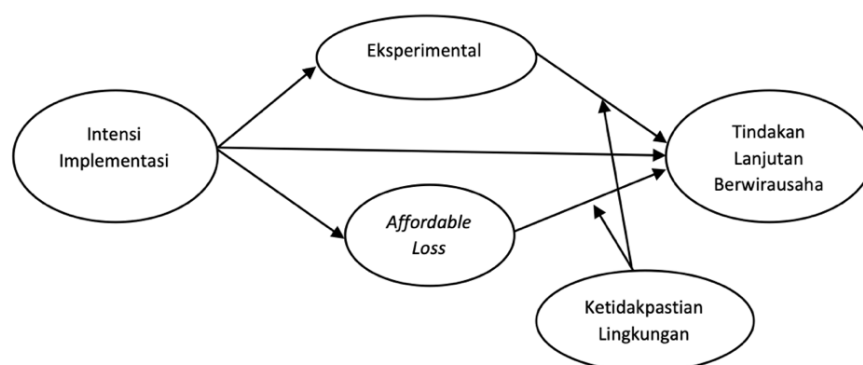 Eksperimental
Intensi
Implementasi
Tindakan
Lanjutan
Berwirausaha
Affordable
Loss
Ketidakpastian
Lingkungan